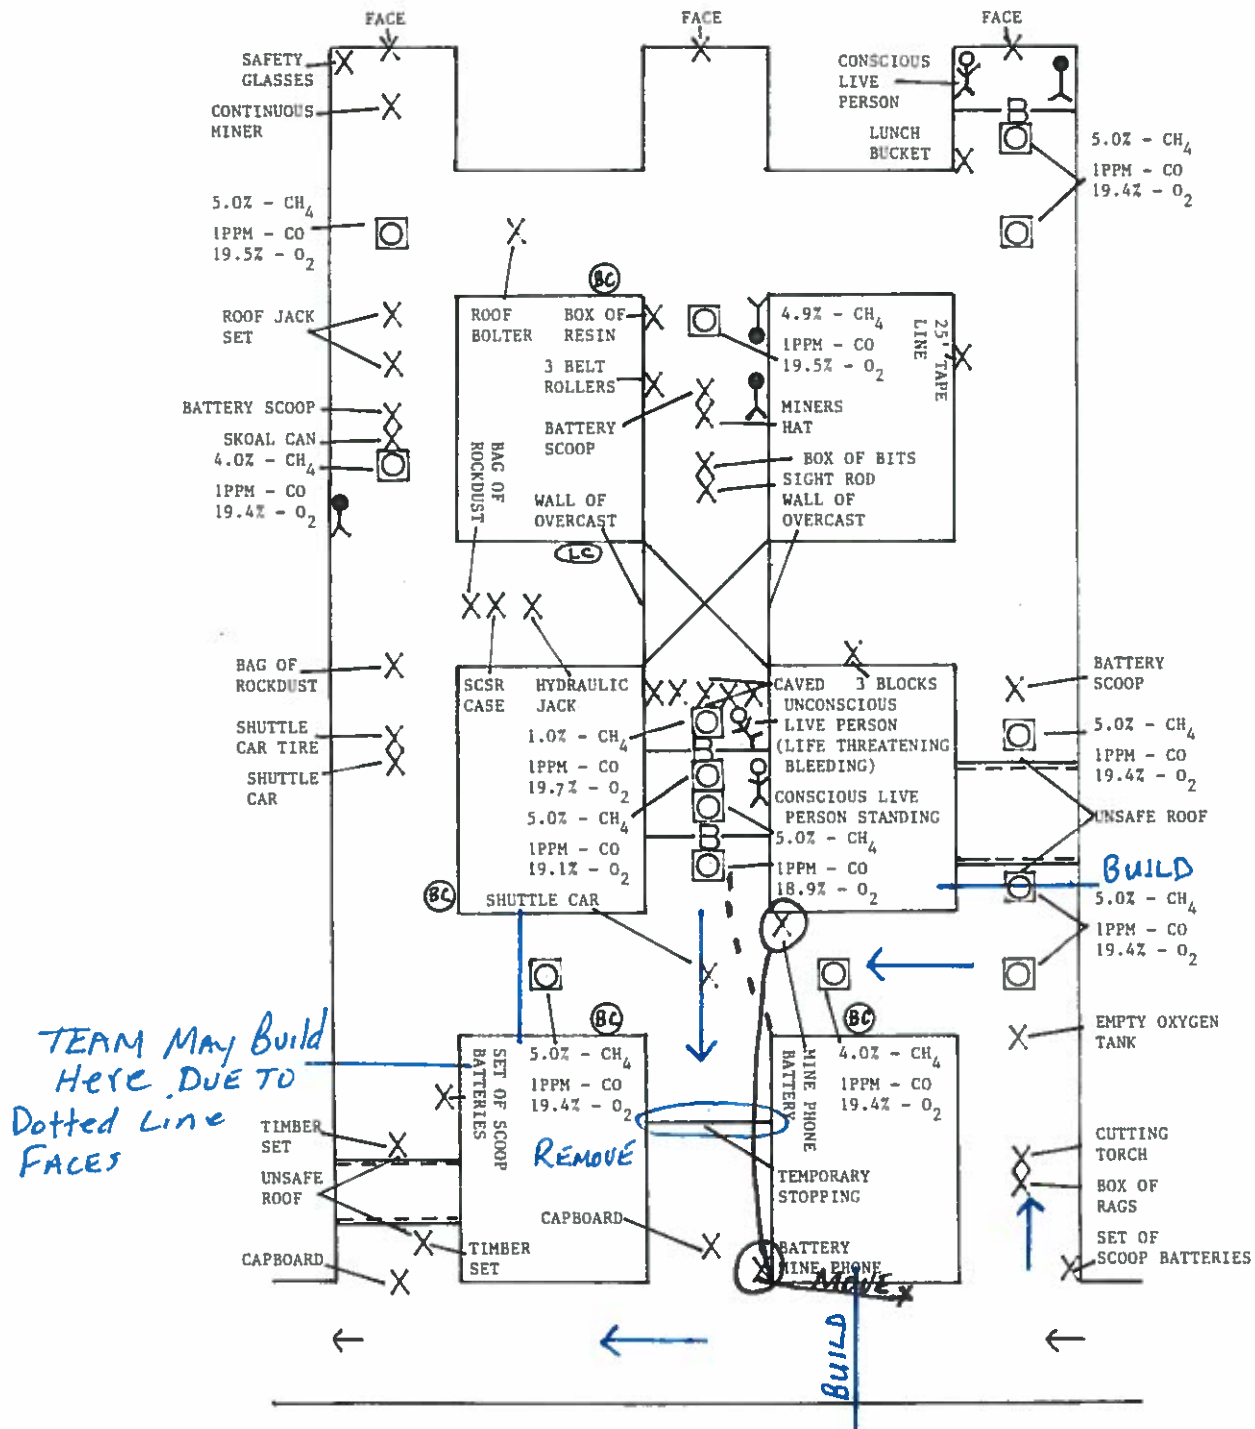 FACE
FACE
FACE
SAFETY
GLASSES
CONTINUOUS
MINER
CONSCIOUS
LIVE
PERSON
B
LUNCH
BUCKET
5.0% - CH4
1PPM - CO
19.4% - O2
5.0% - CH4
1PPM - CO
19.5% - O2
BC
ROOF JACK
SET
ROOF
BOLTER
BOX OF
RESIN
3 BELT
ROLLERS
4.9% - CH4
1PPM - CO
19.5% - O2
25' TAPE
LINE
BATTERY SCOOP
SKOAL CAN
4.0% - CH4
1PPM - CO
19.4% - O2
BATTERY
SCOOP
MINERS
HAT
BAG OF
ROCKDUST
BOX OF BITS
SIGHT ROD
WALL OF
OVERCAST
WALL OF
OVERCAST
LC
BAG OF
ROCKDUST
SCSR
CASE
HYDRAULIC
JACK
CAVED
3 BLOCKS
UNCONSCIOUS
LIVE PERSON
(LIFE THREATENING
BLEEDING)
BATTERY
SCOOP
SHUTTLE
CAR TIRE
SHUTTLE
CAR
1.0% - CH4
1PPM - CO
19.7% - O2
B
5.0% - CH4
1PPM - CO
19.4% - O2
UNSAFE ROOF
5.0% - CH4
1PPM - CO
19.1% - O2
CONSCIOUS LIVE
PERSON STANDING
B
5.0% - CH4
1PPM - CO
18.9% - O2
BUILD
BC
SHUTTLE CAR
5.0% - CH4
1PPM - CO
19.4% - O2
BC
BC
TEAM MAY Build
Here DUE TO
Dotted Line
FACES
SET OF SCOOP
BATTERIES
5.0% - CH4
1PPM - CO
19.4% - O2
MINE PHONE
BATTERY
4.0% - CH4
1PPM - CO
19.4% - O2
EMPTY OXYGEN
TANK
TIMBER
SET
UNSAFE
ROOF
REMOVE
TEMPORARY
STOPPING
CUTTING
TORCH
BOX OF
RAGS
CAPBOARD
TIMBER
SET
CAPBOARD
BATTERY
MINE PHONE
MOVE
SET OF
SCOOP BATTERIES
BUILD